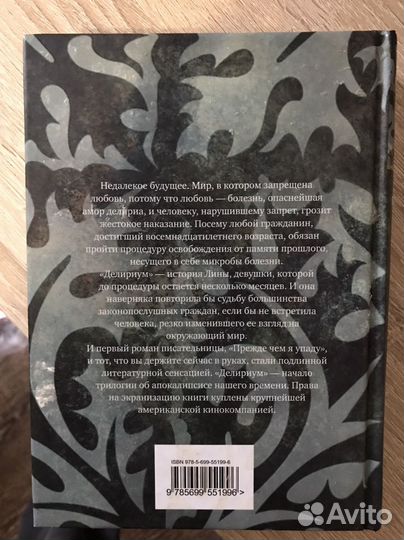 Недалекое будущее. Мир, в котором запрещена
любовь, потому что любовь — болезнь, опаснейшая
амор делириа, и человеку, нарушившему запрет, грозит
жестокое наказание. Посему любой гражданин,
достигший восемнадцатилетнего возраста, обязан
пройти процедуру освобождения от памяти прошлого,
несущего в себе микробы болезни.
«Делириум» — история Лины, девушки, которой
до процедуры остается несколько месяцев. И она
наверняка повторила бы судьбу большинства
законопослушных граждан, если бы не встретила
человека, резко изменившего ее взгляд на
окружающий мир.
И первый роман писательницы, «Прежде чем я упаду»,
и тот, что вы держите сейчас в руках, стали подлинной
литературной сенсацией. «Делириум» — начало
трилогии об апокалипсисе нашего времени. Права
на экранизацию книги куплены крупнейшей
американской кинокомпанией.
ISBN 978-5-699-55199-6
9 785699 551996 >
Avito